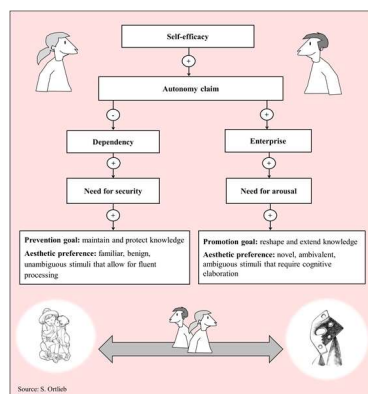 Self-efficacy
+
Autonomy claim
- +
Dependency
Enterprise
+ +
Need for security
Need for arousal
+ +
Prevention goal: maintain and protect knowledge
Aesthetic preference: familiar, benign,
unambiguous stimuli that allow for fluent
processing
Promotion goal: reshape and extend knowledge
Aesthetic preference: novel, ambivalent,
ambiguous stimuli that require cognitive
elaboration
Source: S. Ortlieb